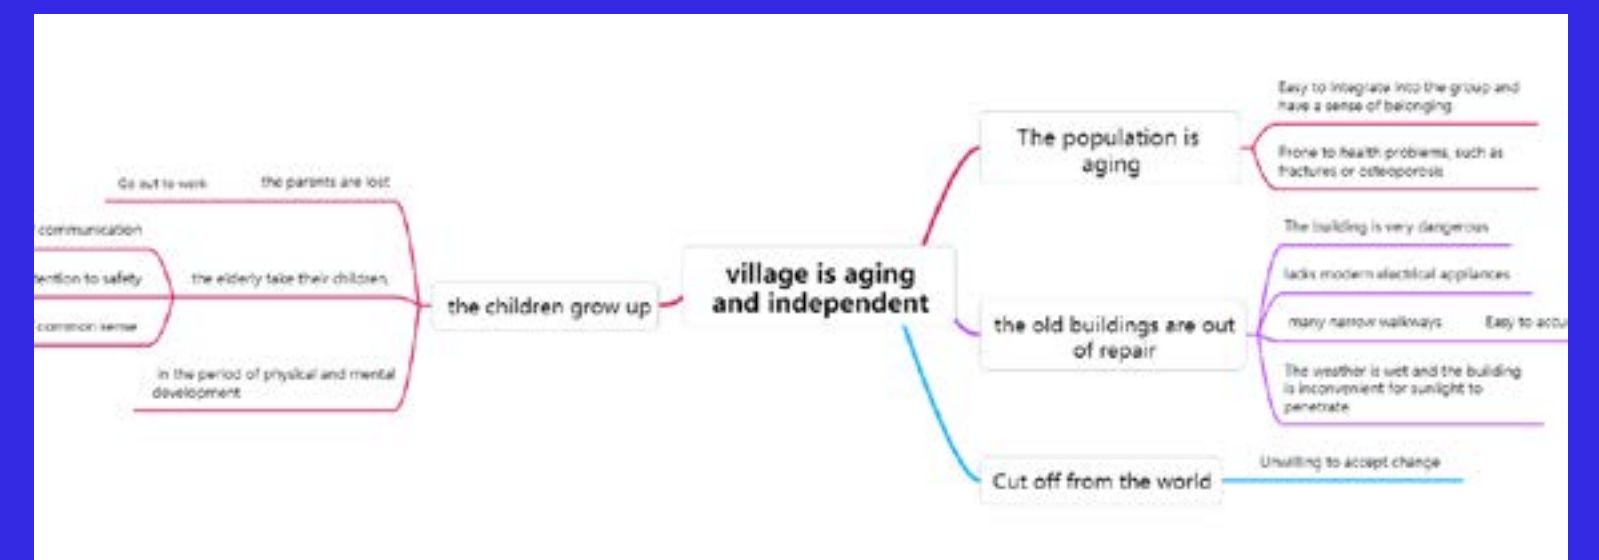 Easy to integrate into the group and
have a sense of belonging
The population is
aging
Prone to health problems, such as
fractures or osteoporosis
Go out to work
the parents are lost
communication
the elderly take their children,
to safety
common sense
in the period of physical and mental
development
the children grow up
village is aging
and independent
The building is very dangerous
lacks modern electrical appliances
the old buildings are out
of repair
many narrow walkways
Easy to
The weather is wet and the building
is inconvenient for sunlight to
penetrate
Cut off from the world
Unwilling to accept change